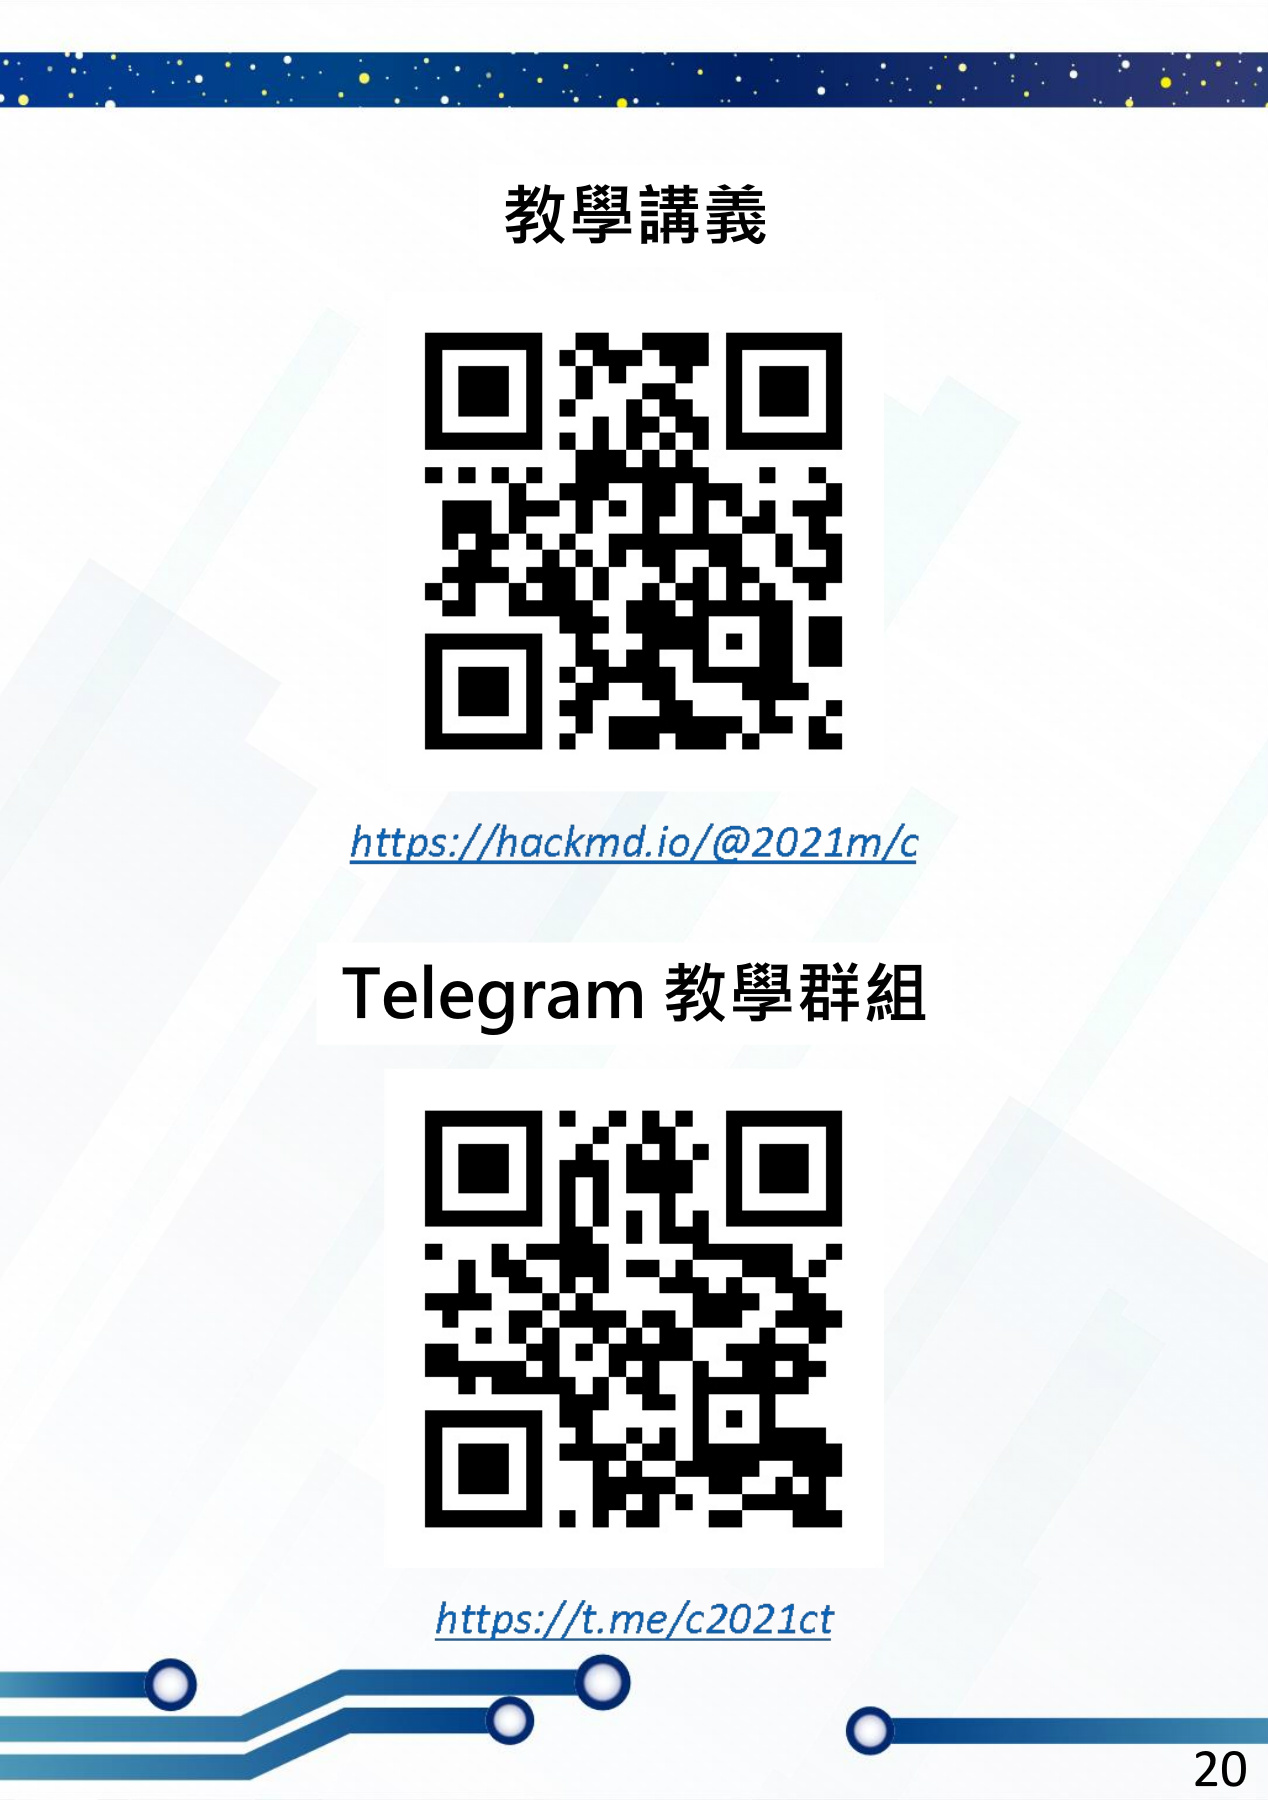 教學講義
https://hackmd.io/@2021m/c
Telegram 教學群組
https://t.me/c2021ct
20